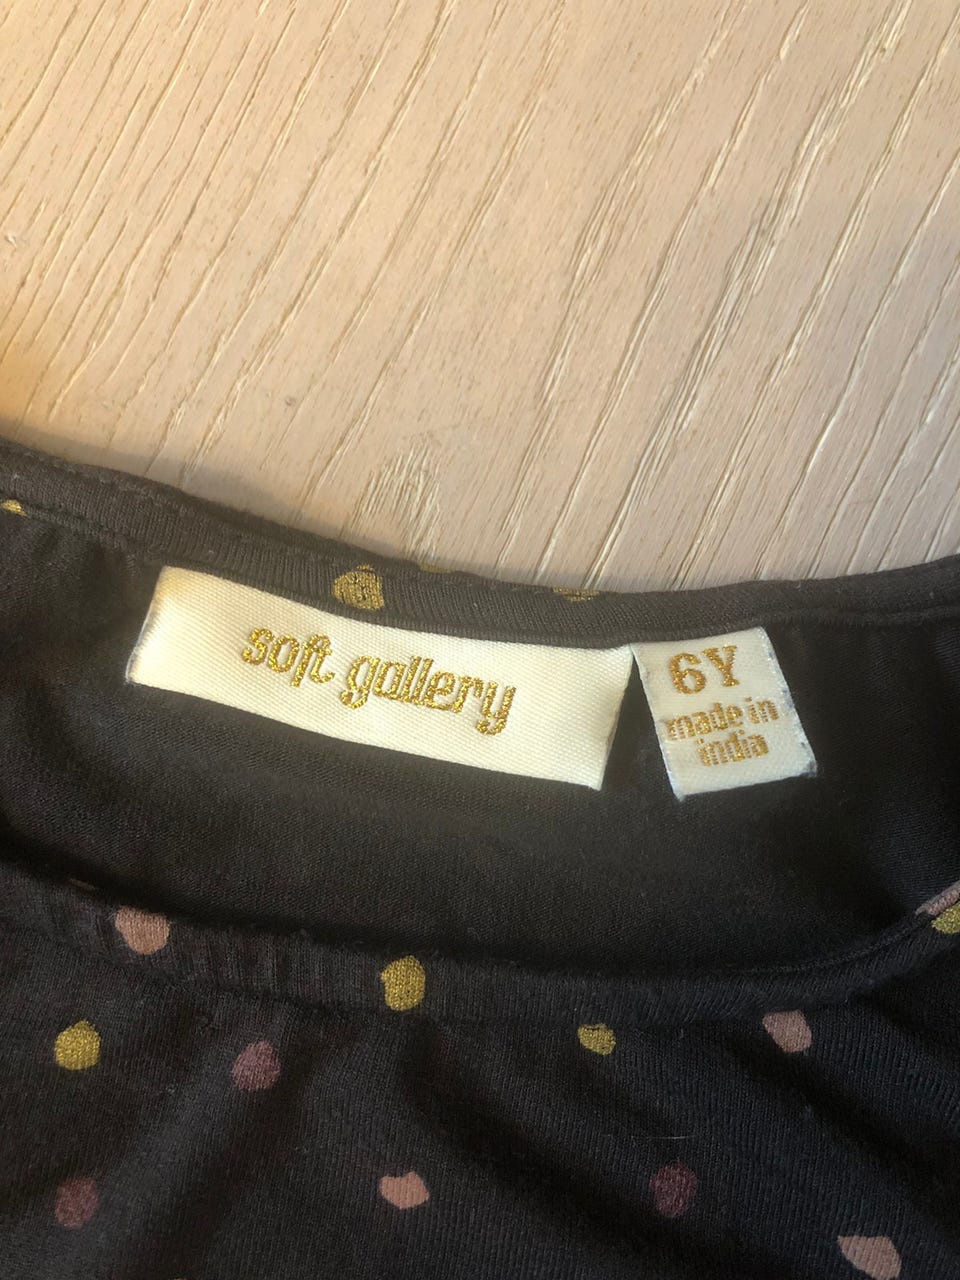 soft gallery
6Y
made in
india